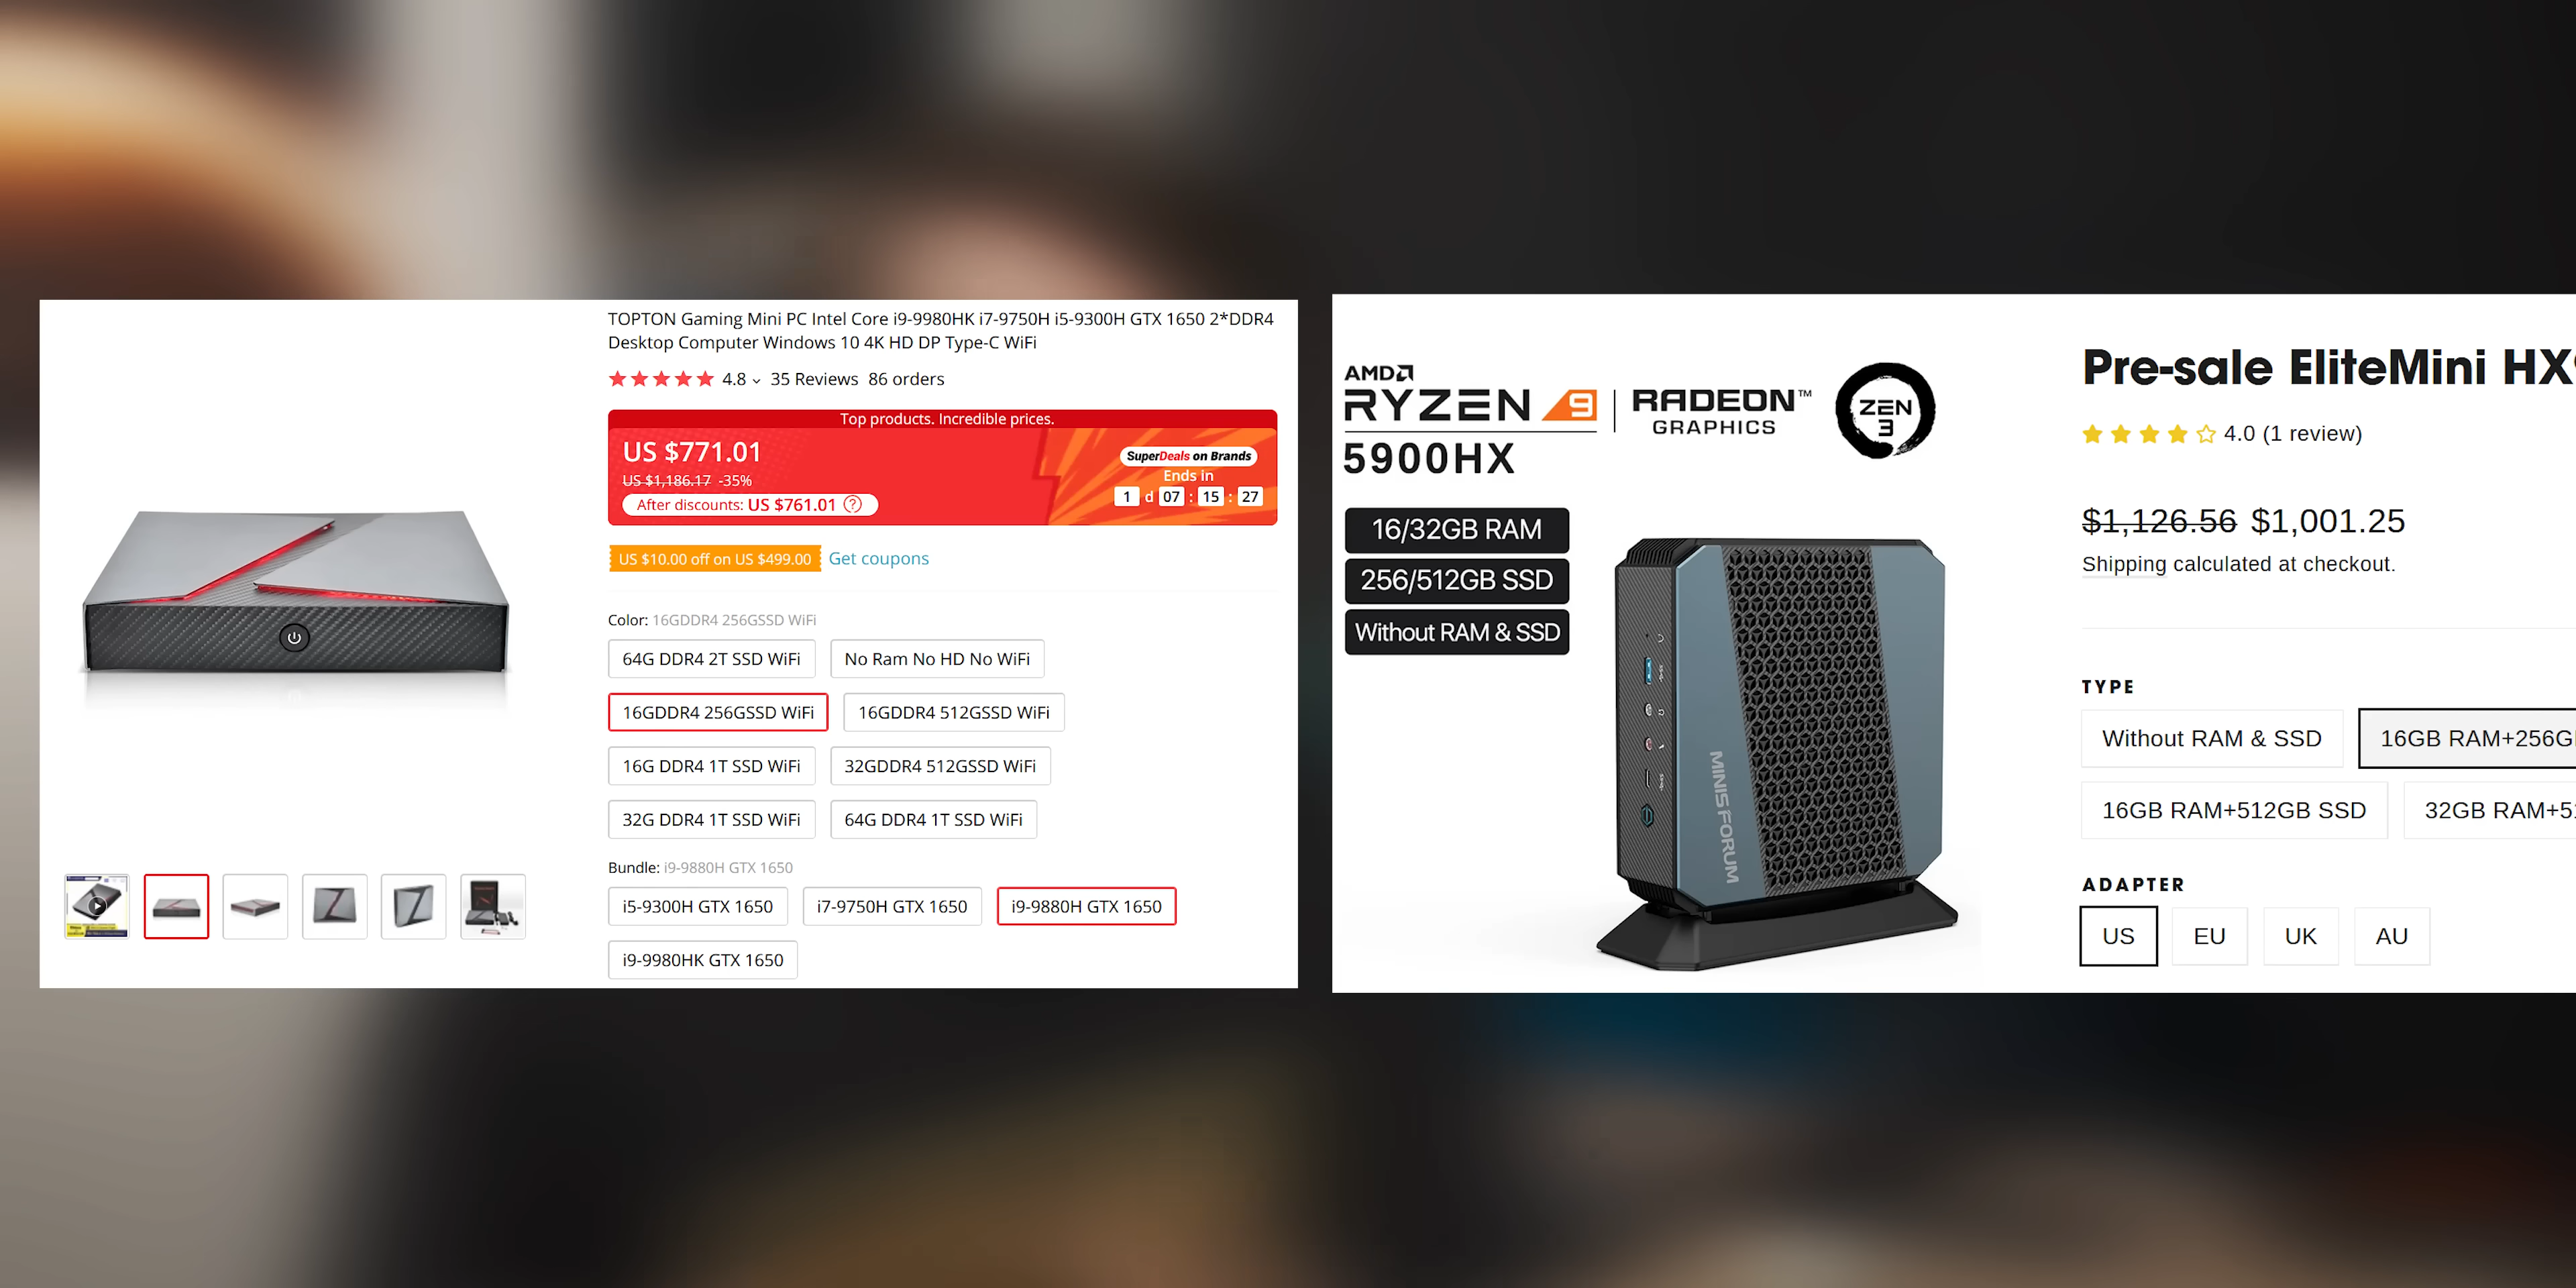 TOPTON Gaming Mini PC Intel Core i9-9980HK i7-9750H i5-9300H GTX 1650 2*DDR4
Desktop Computer Windows 10 4K HD DP Type-C WiFi
4.8 35 Reviews 86 orders
Top products. Incredible prices.
US $771.01
US $1,186.17 -35%
After discounts: US $761.01 ?
SuperDeals on Brands
Ends in
1 d 07 : 15 : 27
US $10.00 off on US $499.00 Get coupons
Color: 16GDDR4 256GSSD WiFi
64G DDR4 2T SSD WiFi No Ram No HD No WiFi
16GDDR4 256GSSD WiFi 16GDDR4 512GSSD WiFi
16G DDR4 1T SSD WiFi 32GDDR4 512GSSD WiFi
32G DDR4 1T SSD WiFi 64G DDR4 1T SSD WiFi
Bundle: i9-9880H GTX 1650
i5-9300H GTX 1650 i7-9750H GTX 1650 i9-9880H GTX 1650
i9-9980HK GTX 1650
AMD
RYZEN 9 RADEON™
GRAPHICS
5900HX
ZEN
3
16/32GB RAM
256/512GB SSD
Without RAM & SSD
MINISFORUM
Pre-sale EliteMini HX
4.0 (1 review)
$1,126.56 $1,001.25
Shipping calculated at checkout.
TYPE
Without RAM & SSD 16GB RAM+256G
16GB RAM+512GB SSD 32GB RAM+5
ADAPTER
US EU UK AU